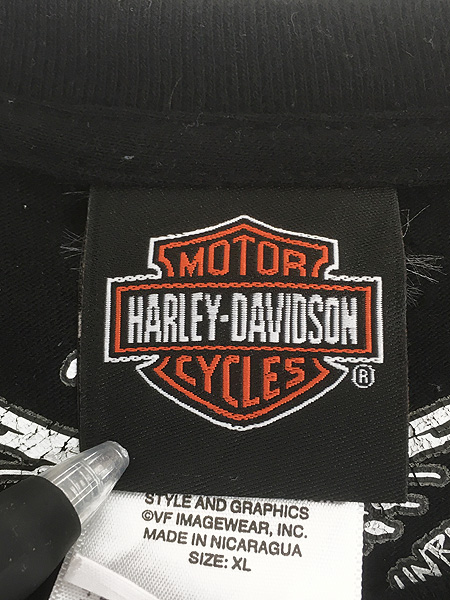 MOTOR
HARLEY-DAVIDSON
CYCLES
®
STYLE AND GRAPHICS
©VF IMAGEWEAR, INC.
MADE IN NICARAGUA
SIZE: XL